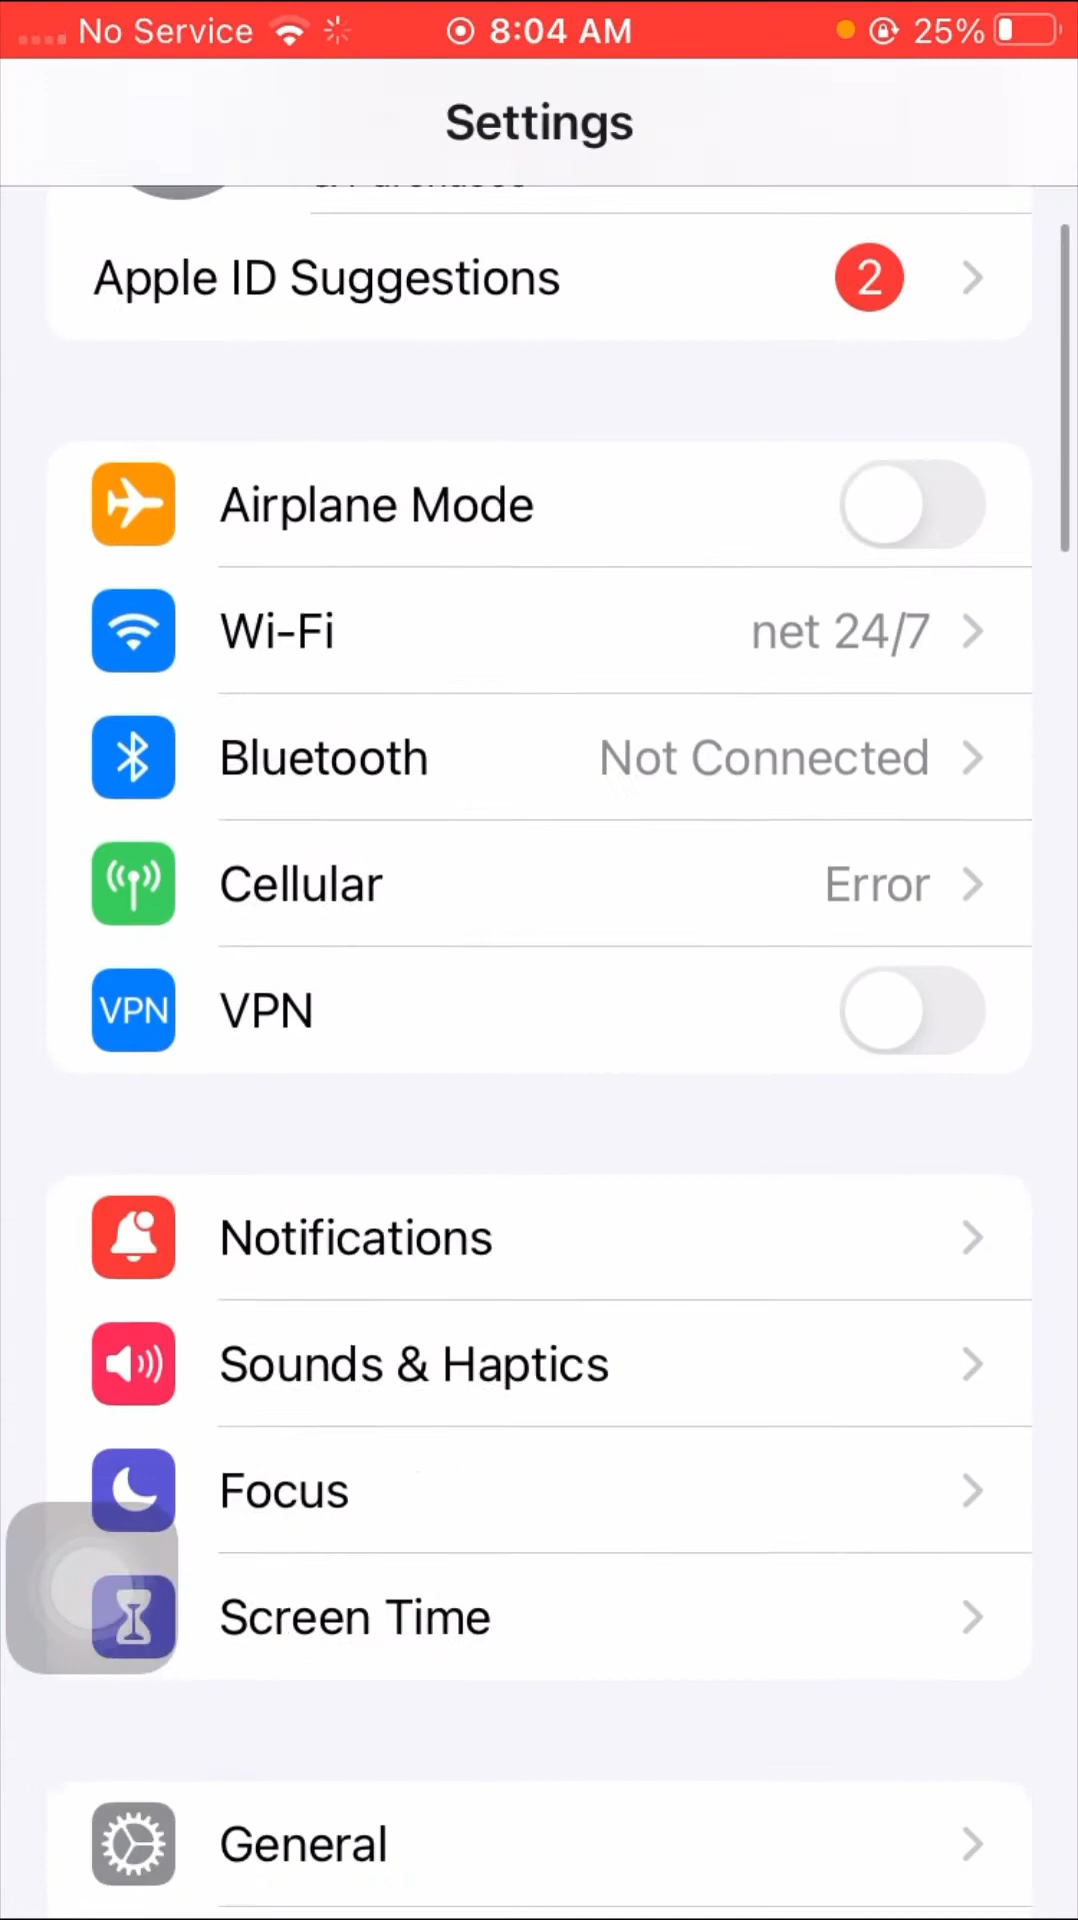 No Service 8:04 AM 25%
Settings
Apple ID Suggestions 2
Airplane Mode
Wi-Fi net 24/7
Bluetooth Not Connected
Cellular Error
VPN VPN
Notifications
Sounds & Haptics
Focus
Screen Time
General